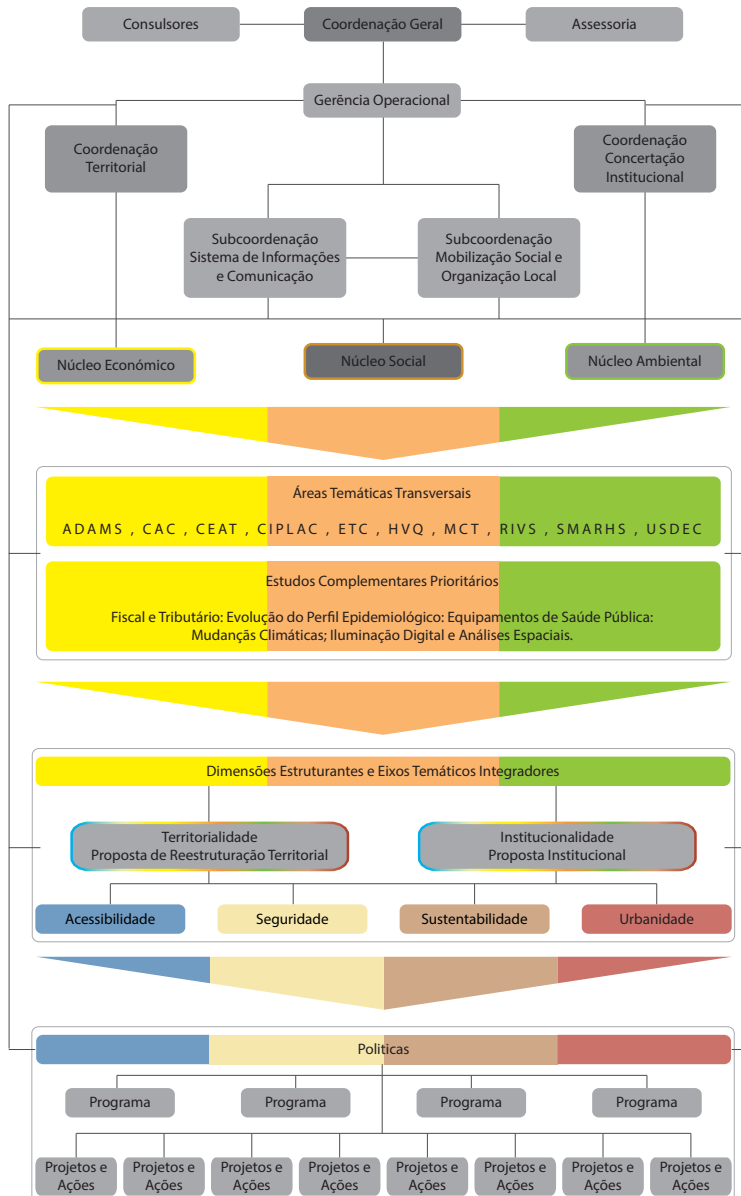 Consulsores
Coordenação Geral
Assessoria
Gerência Operacional
Coordenação
Territorial
Coordenação
Concertação
Institucional
Subcoordenação
Sistema de Informações
e Comunicação
Subcoordenação
Mobilização Social e
Organização Local
Núcleo Económico
Núcleo Social
Núcleo Ambiental
Áreas Temáticas Transversais
ADAMS , CAC , CEAT , CIPLAC , ETC , HVQ , MCT , RIVS , SMARHS , USDEC
Estudos Complementares Prioritários
Fiscal e Tributário: Evolução do Perfil Epidemiológico: Equipamentos de Saúde Pública:
Mudançãs Climáticas; Iluminação Digital e Análises Espaciais.
Dimensões Estruturantes e Eixos Temáticos Integradores
Territorialidade
Proposta de Reestruturação Territorial
Institucionalidade
Proposta Institucional
Acessibilidade
Seguridade
Sustentabilidade
Urbanidade
Politicas
Programa
Programa
Programa
Programa
Projetos e
Ações
Projetos e
Ações
Projetos e
Ações
Projetos e
Ações
Projetos e
Ações
Projetos e
Ações
Projetos e
Ações
Projetos e
Ações